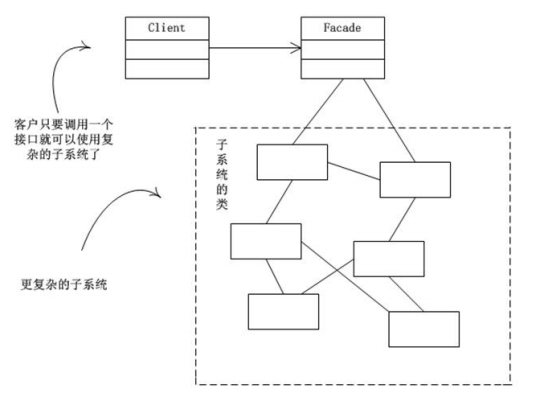 Client
Facade
客户只要调用一个
接口就可以使用复
杂的子系统了
子系统的类
更复杂的子系统